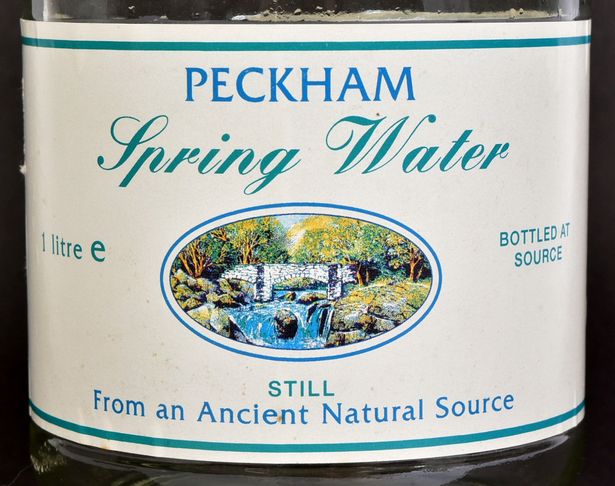 PECKHAM
Spring Water
1 litre e
BOTTLED AT
SOURCE
STILL
From an Ancient Natural Source